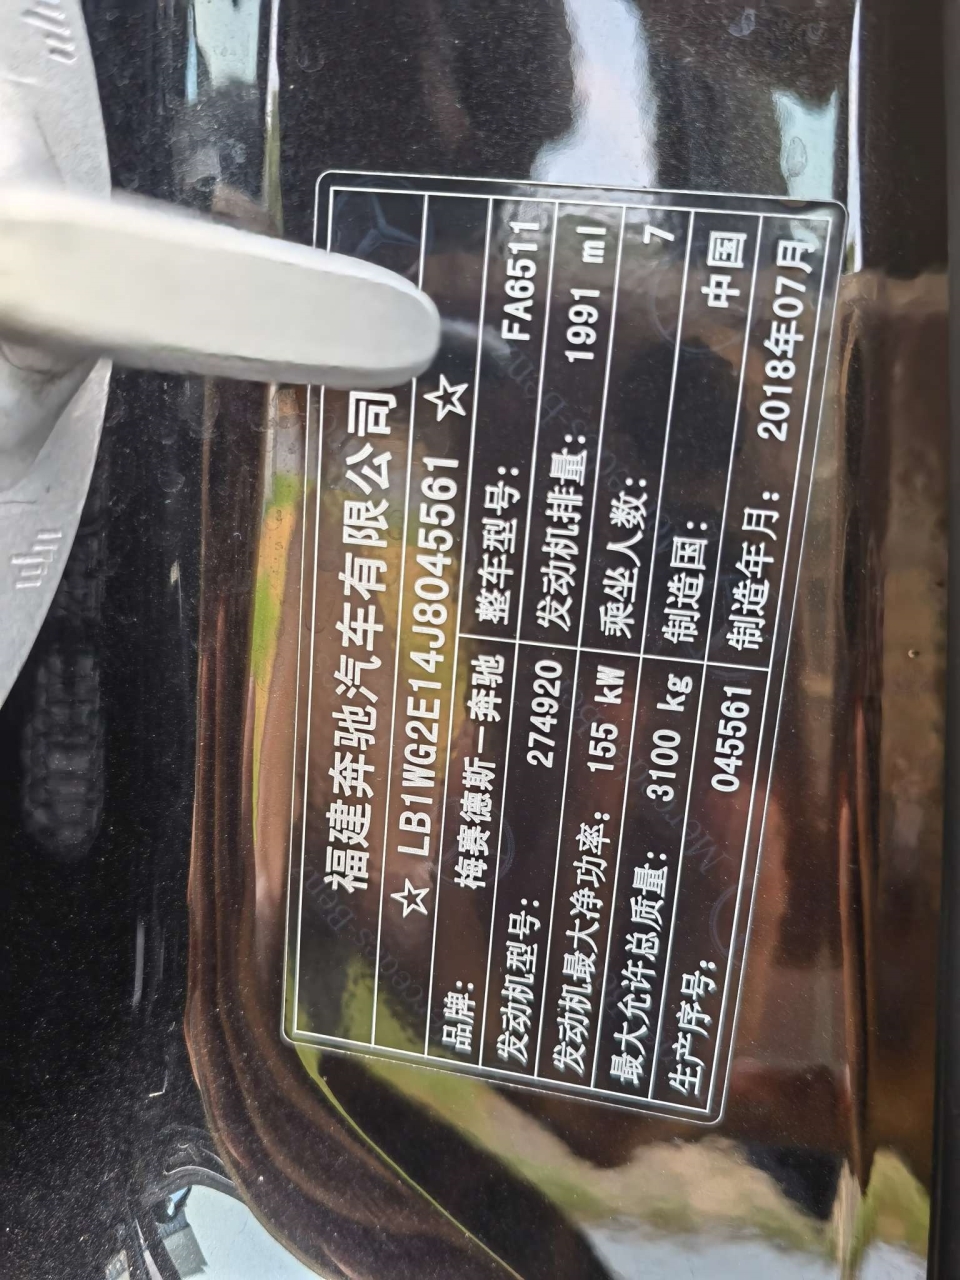 福建奔驰汽车有限公司
☆ LB1WG2E14J8045561 ☆
品牌: 梅赛德斯一奔驰 整车型号: FA6511
发动机型号: 274920 发动机排量: 1991 ml
发动机最大净功率: 155 kW 乘坐人数: 7
最大允许总质量: 3100 kg 制造国: 中国
生产序号: 045561 制造年月: 2018年07月